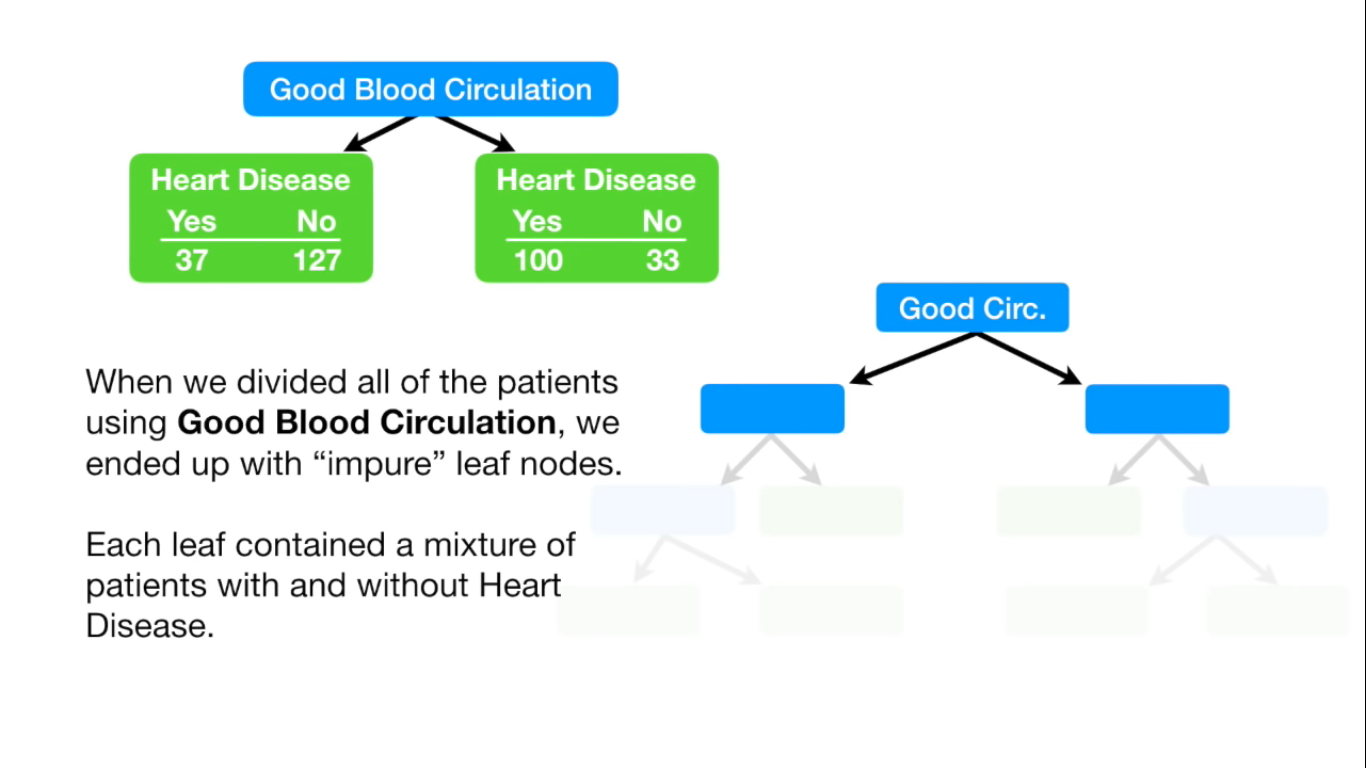 Good Blood Circulation
Heart Disease
Yes No
37 127
Heart Disease
Yes No
100 33
Good Circ.
When we divided all of the patients
using Good Blood Circulation, we
ended up with “impure” leaf nodes.
Each leaf contained a mixture of
patients with and without Heart
Disease.